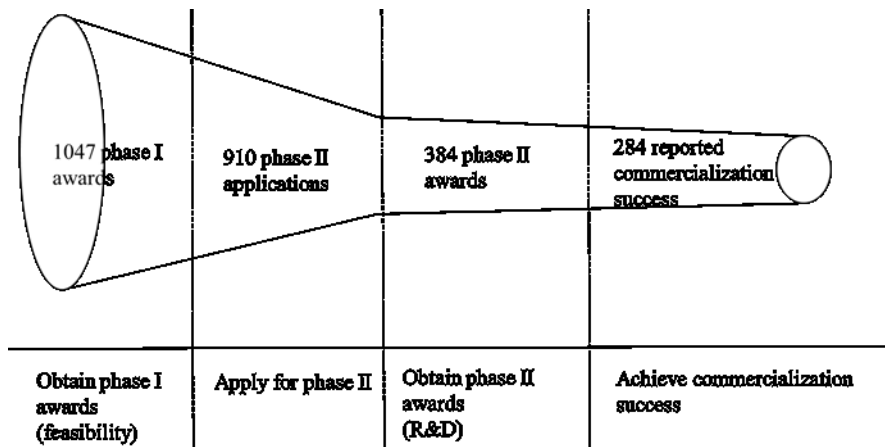 1047 phase I
awards
910 phase II
applications
384 phase II
awards
284 reported
commercialization
success
Obtain phase I
awards
(feasibility)
Apply for phase II
Obtain phase II
awards
(R&D)
Achieve commercialization
success